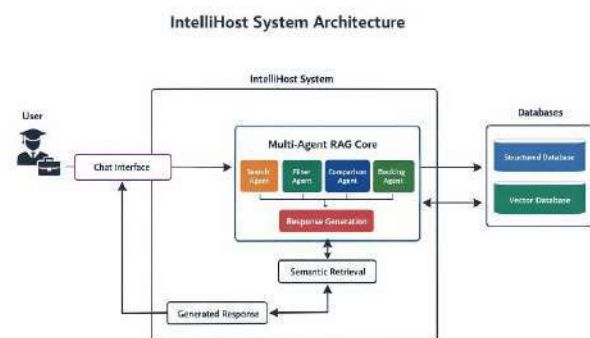 IntelliHost System Architecture
IntelliHost System
User
Databases
Multi-Agent RAG Core
Chat Interface
Search Agent
Filter Agent
Comparison Agent
Booking Agent
Structured Database
Vector Database
Response Generation
Semantic Retrieval
Generated Response